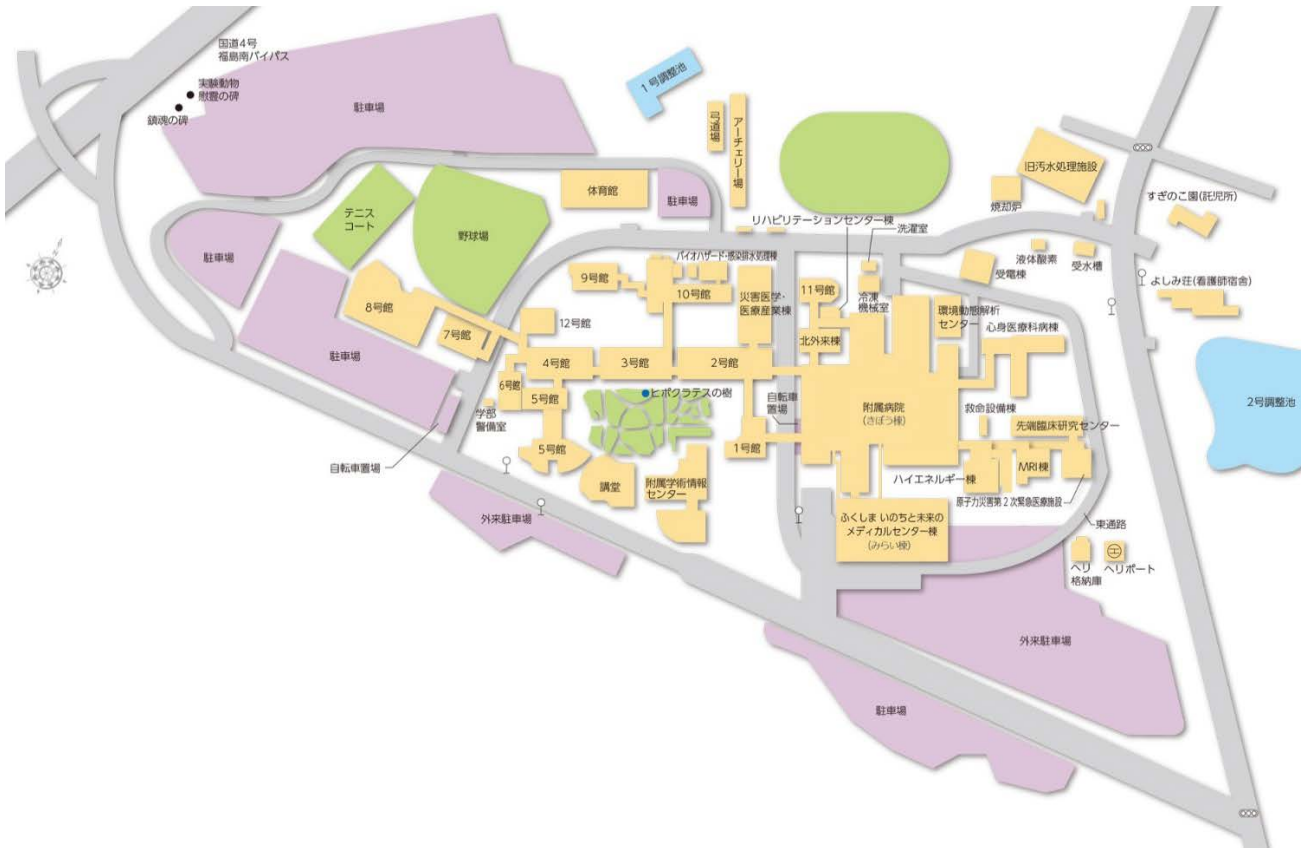 国道4号
福島南バイパス
実験動物
慰霊の碑
鎮魂の碑
駐車場
1号調整池
弓道場
アーチェリー場
体育館
駐車場
テニス
コート
野球場
駐車場
駐車場
旧汚水処理施設
焼却炉
すぎのこ園(託児所)
リハビリテーションセンター棟
洗濯室
液体酸素
受水槽
受電棟
よしみ荘(看護師宿舎)
バイオハザード・感染排水処理棟
9号館
10号館
災害医学・
医療産業棟
11号館
冷凍
機械室
環境動態解析
センター
心身医療科病棟
8号館
7号館
12号館
北外来棟
4号館
3号館
2号館
6号館
5号館
ヒポクラテスの樹
学部
警備室
自転車
置場
附属病院
(きぼう棟)
救命設備棟
先端臨床研究センター
2号調整池
自転車置場
5号館
1号館
講堂
附属学術情報
センター
ハイエネルギー棟
MRI棟
原子力災害第2次緊急医療施設
外来駐車場
ふくしま いのちと未来の
メディカルセンター棟
(みらい棟)
東通路
ヘリ
格納庫
ヘリポート
外来駐車場
駐車場